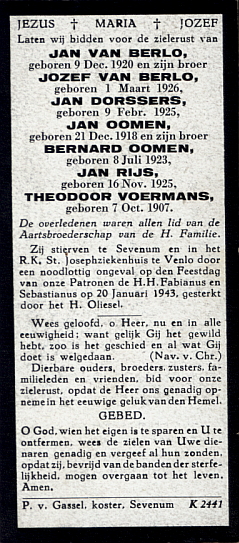 JEZUS † MARIA † JOZEF
Laten wij bidden voor de zielerust van
JAN VAN BERLO,
geboren 9 Dec. 1920 en zijn broer
JOZEF VAN BERLO,
geboren 1 Maart 1926,
JAN DORSSERS,
geboren 9 Febr. 1925,
JAN OOMEN,
geboren 21 Dec. 1918 en zijn broer
BERNARD OOMEN,
geboren 8 Juli 1923,
JAN RIJS,
geboren 16 Nov. 1925,
THEODOOR VOERMANS,
geboren 7 Oct. 1907.
De overledenen waren allen lid van de
Aartsbroederschap van de H. Familie.
Zij stierven te Sevenum en in het
R.K. St. Josephziekenhuis te Venlo door
een noodlottig ongeval op den Feestdag
van onze Patronen de H.H. Fabianus en
Sebastianus op 20 Januari 1943, gesterkt
door het H. Oliesel.
Wees geloofd, o Heer, nu en in alle
eeuwigheid; want gelijk Gij het gewild
hebt, zoo is het geschied en al wat Gij
doet is welgedaan. (Nav. v. Chr.)
Dierbare ouders, broeders, zusters, fa-
milieleden en vrienden, bid voor onze
zielerust, opdat de Heer ons genadig op-
neme in het eeuwige geluk van den Hemel.
GEBED.
O God, wien het eigen is te sparen en U te
ontfermen, wees de zielen van Uwe die-
naren genadig en vergeef al hun zonden,
opdat zij, bevrijd van de banden der sterfe-
lijkheid, mogen overgaan tot het leven.
Amen.
P. v. Gassel, koster, Sevenum K 2441